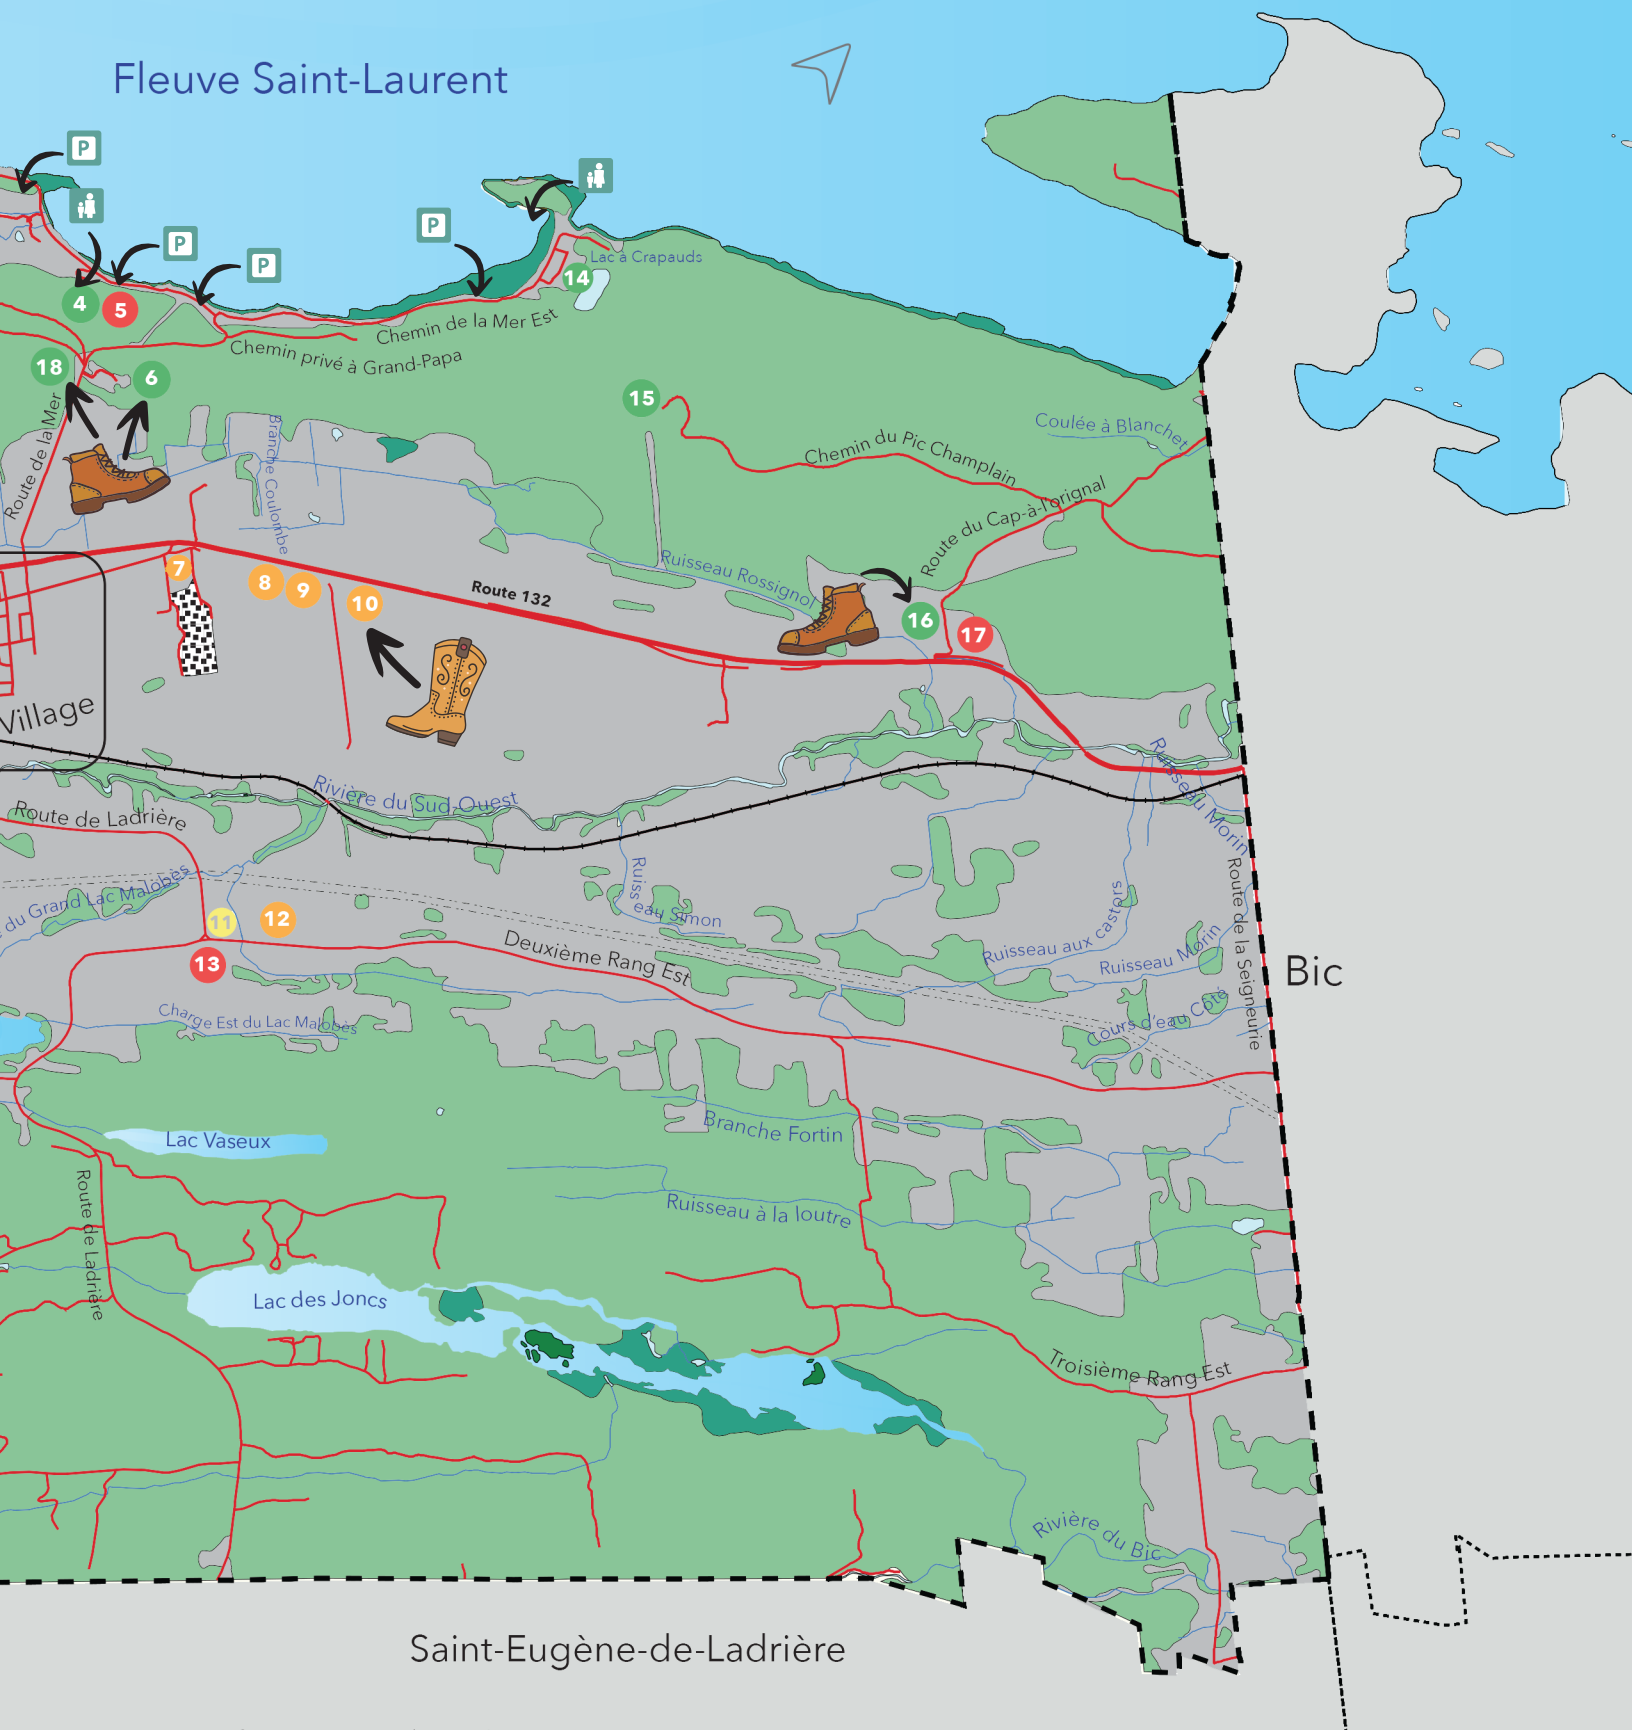 Fleuve Saint-Laurent
P
P
P
P
Lac à Crapauds
14
4
5
Chemin de la Mer Est
Chemin privé à Grand-Papa
18
6
15
Route de la Mer
Branche Coulombe
Coulée à Blanchet
Chemin du Pic Champlain
Route du Cap-à-l'orignal
Ruisseau Rossignol
7
8
9
10
Route 132
16
17
Village
Rivière du Sud-Ouest
Ruisseau Morin
Route de Ladrière
du Grand Lac Malobès
Ruisseau Simon
11
12
13
Deuxième Rang Est
Ruisseau aux castors
Ruisseau Morin
Route de la Seigneurie
Bic
Cours d'eau Côté
Charge Est du Lac Malobès
Lac Vaseux
Branche Fortin
Ruisseau à la loutre
Route de Ladrière
Lac des Joncs
Troisième Rang Est
Rivière du Bic
Saint-Eugène-de-Ladrière